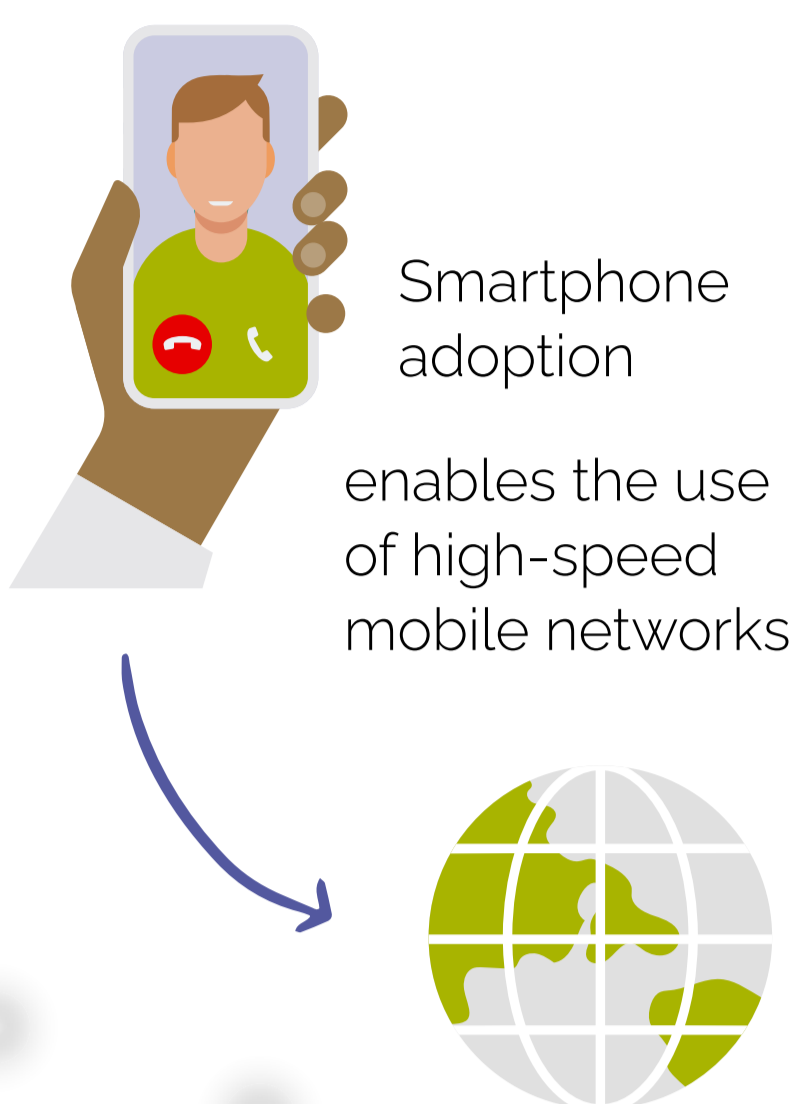 Smartphone
adoption
enables the use
of high-speed
mobile networks